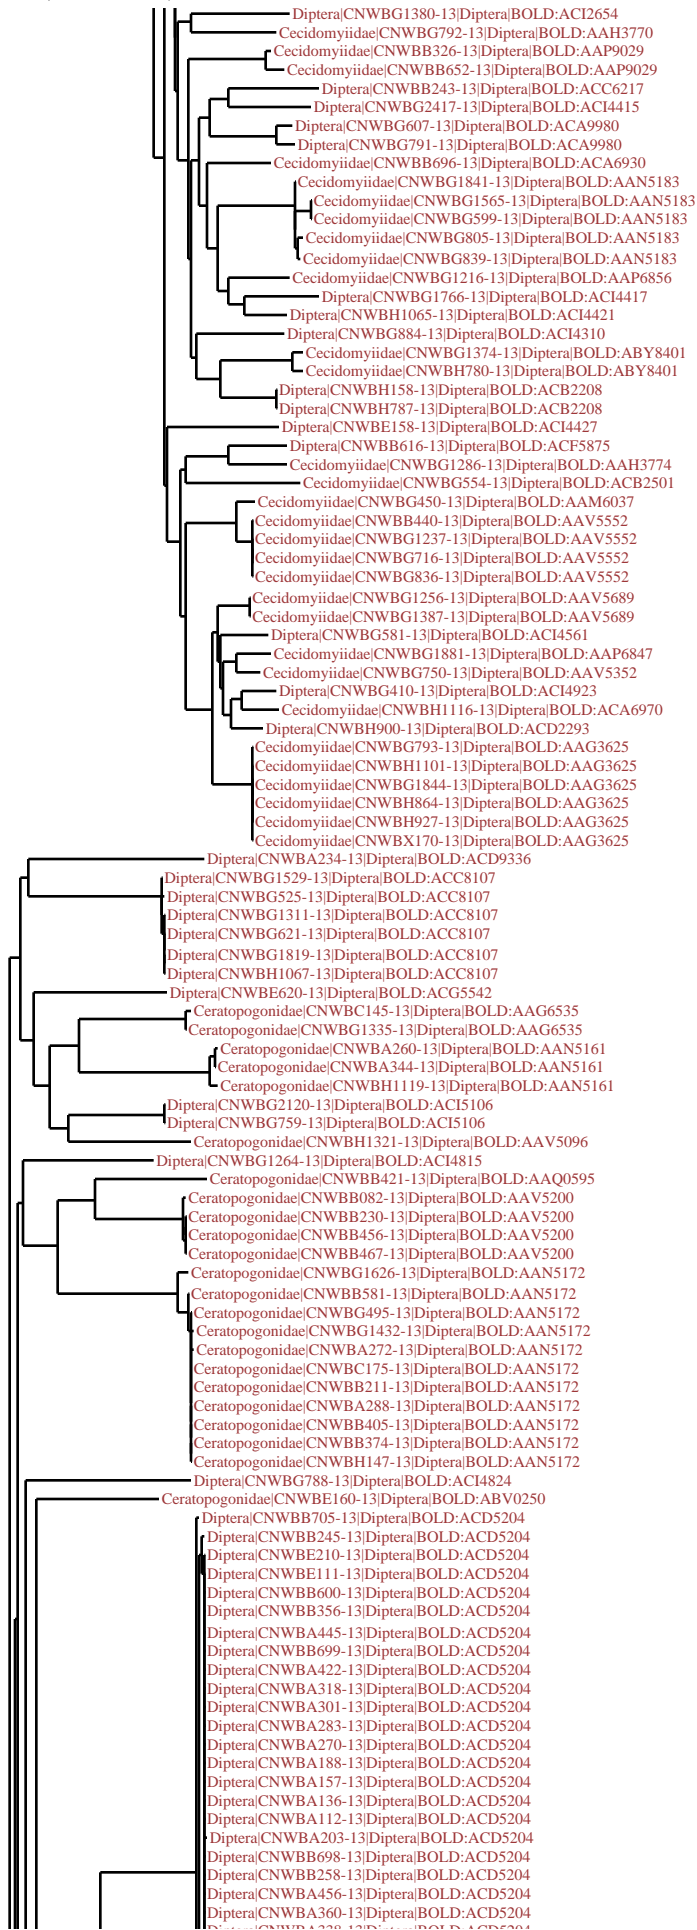 Diptera|CNWBG1380-13|Diptera|BOLD:ACI2654
Cecidomyiidae|CNWBG792-13|Diptera|BOLD:AAH3770
Cecidomyiidae|CNWBB326-13|Diptera|BOLD:AAP9029
Cecidomyiidae|CNWBB652-13|Diptera|BOLD:AAP9029
Diptera|CNWBB243-13|Diptera|BOLD:ACC6217
Diptera|CNWBG2417-13|Diptera|BOLD:ACI4415
Diptera|CNWBG607-13|Diptera|BOLD:ACA9980
Diptera|CNWBG791-13|Diptera|BOLD:ACA9980
Cecidomyiidae|CNWBB696-13|Diptera|BOLD:ACA6930
Cecidomyiidae|CNWBG1841-13|Diptera|BOLD:AAN5183
Cecidomyiidae|CNWBG1565-13|Diptera|BOLD:AAN5183
Cecidomyiidae|CNWBG599-13|Diptera|BOLD:AAN5183
Cecidomyiidae|CNWBG805-13|Diptera|BOLD:AAN5183
Cecidomyiidae|CNWBG839-13|Diptera|BOLD:AAN5183
Cecidomyiidae|CNWBG1216-13|Diptera|BOLD:AAP6856
Diptera|CNWBG1766-13|Diptera|BOLD:ACI4417
Diptera|CNWBH1065-13|Diptera|BOLD:ACI4421
Diptera|CNWBG884-13|Diptera|BOLD:ACI4310
Cecidomyiidae|CNWBG1374-13|Diptera|BOLD:ABY8401
Cecidomyiidae|CNWBH780-13|Diptera|BOLD:ABY8401
Diptera|CNWBH158-13|Diptera|BOLD:ACB2208
Diptera|CNWBH787-13|Diptera|BOLD:ACB2208
Diptera|CNWBE158-13|Diptera|BOLD:ACI4427
Diptera|CNWBB616-13|Diptera|BOLD:ACF5875
Cecidomyiidae|CNWBG1286-13|Diptera|BOLD:AAH3774
Cecidomyiidae|CNWBG554-13|Diptera|BOLD:ACB2501
Cecidomyiidae|CNWBG450-13|Diptera|BOLD:AAM6037
Cecidomyiidae|CNWBB440-13|Diptera|BOLD:AAV5552
Cecidomyiidae|CNWBG1237-13|Diptera|BOLD:AAV5552
Cecidomyiidae|CNWBG716-13|Diptera|BOLD:AAV5552
Cecidomyiidae|CNWBG836-13|Diptera|BOLD:AAV5552
Cecidomyiidae|CNWBG1256-13|Diptera|BOLD:AAV5689
Cecidomyiidae|CNWBG1387-13|Diptera|BOLD:AAV5689
Diptera|CNWBG581-13|Diptera|BOLD:ACI4561
Cecidomyiidae|CNWBG1881-13|Diptera|BOLD:AAP6847
Cecidomyiidae|CNWBG750-13|Diptera|BOLD:AAV5352
Diptera|CNWBG410-13|Diptera|BOLD:ACI4923
Cecidomyiidae|CNWBH1116-13|Diptera|BOLD:ACA6970
Diptera|CNWBH900-13|Diptera|BOLD:ACD2293
Cecidomyiidae|CNWBG793-13|Diptera|BOLD:AAG3625
Cecidomyiidae|CNWBH1101-13|Diptera|BOLD:AAG3625
Cecidomyiidae|CNWBG1844-13|Diptera|BOLD:AAG3625
Cecidomyiidae|CNWBH864-13|Diptera|BOLD:AAG3625
Cecidomyiidae|CNWBH927-13|Diptera|BOLD:AAG3625
Cecidomyiidae|CNWBX170-13|Diptera|BOLD:AAG3625
Diptera|CNWBA234-13|Diptera|BOLD:ACD9336
Diptera|CNWBG1529-13|Diptera|BOLD:ACC8107
Diptera|CNWBG525-13|Diptera|BOLD:ACC8107
Diptera|CNWBG1311-13|Diptera|BOLD:ACC8107
Diptera|CNWBG621-13|Diptera|BOLD:ACC8107
Diptera|CNWBG1819-13|Diptera|BOLD:ACC8107
Diptera|CNWBH1067-13|Diptera|BOLD:ACC8107
Diptera|CNWBE620-13|Diptera|BOLD:ACG5542
Ceratopogonidae|CNWBC145-13|Diptera|BOLD:AAG6535
Ceratopogonidae|CNWBG1335-13|Diptera|BOLD:AAG6535
Ceratopogonidae|CNWBA260-13|Diptera|BOLD:AAN5161
Ceratopogonidae|CNWBA344-13|Diptera|BOLD:AAN5161
Ceratopogonidae|CNWBH1119-13|Diptera|BOLD:AAN5161
Diptera|CNWBG2120-13|Diptera|BOLD:ACI5106
Diptera|CNWBG759-13|Diptera|BOLD:ACI5106
Ceratopogonidae|CNWBH1321-13|Diptera|BOLD:AAV5096
Diptera|CNWBG1264-13|Diptera|BOLD:ACI4815
Ceratopogonidae|CNWBB421-13|Diptera|BOLD:AAQ0595
Ceratopogonidae|CNWBB082-13|Diptera|BOLD:AAV5200
Ceratopogonidae|CNWBB230-13|Diptera|BOLD:AAV5200
Ceratopogonidae|CNWBB456-13|Diptera|BOLD:AAV5200
Ceratopogonidae|CNWBB467-13|Diptera|BOLD:AAV5200
Ceratopogonidae|CNWBG1626-13|Diptera|BOLD:AAN5172
Ceratopogonidae|CNWBB581-13|Diptera|BOLD:AAN5172
Ceratopogonidae|CNWBG495-13|Diptera|BOLD:AAN5172
Ceratopogonidae|CNWBG1432-13|Diptera|BOLD:AAN5172
Ceratopogonidae|CNWBA272-13|Diptera|BOLD:AAN5172
Ceratopogonidae|CNWBC175-13|Diptera|BOLD:AAN5172
Ceratopogonidae|CNWBB211-13|Diptera|BOLD:AAN5172
Ceratopogonidae|CNWBA288-13|Diptera|BOLD:AAN5172
Ceratopogonidae|CNWBB405-13|Diptera|BOLD:AAN5172
Ceratopogonidae|CNWBB374-13|Diptera|BOLD:AAN5172
Ceratopogonidae|CNWBH147-13|Diptera|BOLD:AAN5172
Diptera|CNWBG788-13|Diptera|BOLD:ACI4824
Ceratopogonidae|CNWBE160-13|Diptera|BOLD:ABV0250
Diptera|CNWBB705-13|Diptera|BOLD:ACD5204
Diptera|CNWBB245-13|Diptera|BOLD:ACD5204
Diptera|CNWBE210-13|Diptera|BOLD:ACD5204
Diptera|CNWBE111-13|Diptera|BOLD:ACD5204
Diptera|CNWBB600-13|Diptera|BOLD:ACD5204
Diptera|CNWBB356-13|Diptera|BOLD:ACD5204
Diptera|CNWBA445-13|Diptera|BOLD:ACD5204
Diptera|CNWBB699-13|Diptera|BOLD:ACD5204
Diptera|CNWBA422-13|Diptera|BOLD:ACD5204
Diptera|CNWBA318-13|Diptera|BOLD:ACD5204
Diptera|CNWBA301-13|Diptera|BOLD:ACD5204
Diptera|CNWBA283-13|Diptera|BOLD:ACD5204
Diptera|CNWBA270-13|Diptera|BOLD:ACD5204
Diptera|CNWBA188-13|Diptera|BOLD:ACD5204
Diptera|CNWBA157-13|Diptera|BOLD:ACD5204
Diptera|CNWBA136-13|Diptera|BOLD:ACD5204
Diptera|CNWBA112-13|Diptera|BOLD:ACD5204
Diptera|CNWBA203-13|Diptera|BOLD:ACD5204
Diptera|CNWBB698-13|Diptera|BOLD:ACD5204
Diptera|CNWBB258-13|Diptera|BOLD:ACD5204
Diptera|CNWBA456-13|Diptera|BOLD:ACD5204
Diptera|CNWBA360-13|Diptera|BOLD:ACD5204